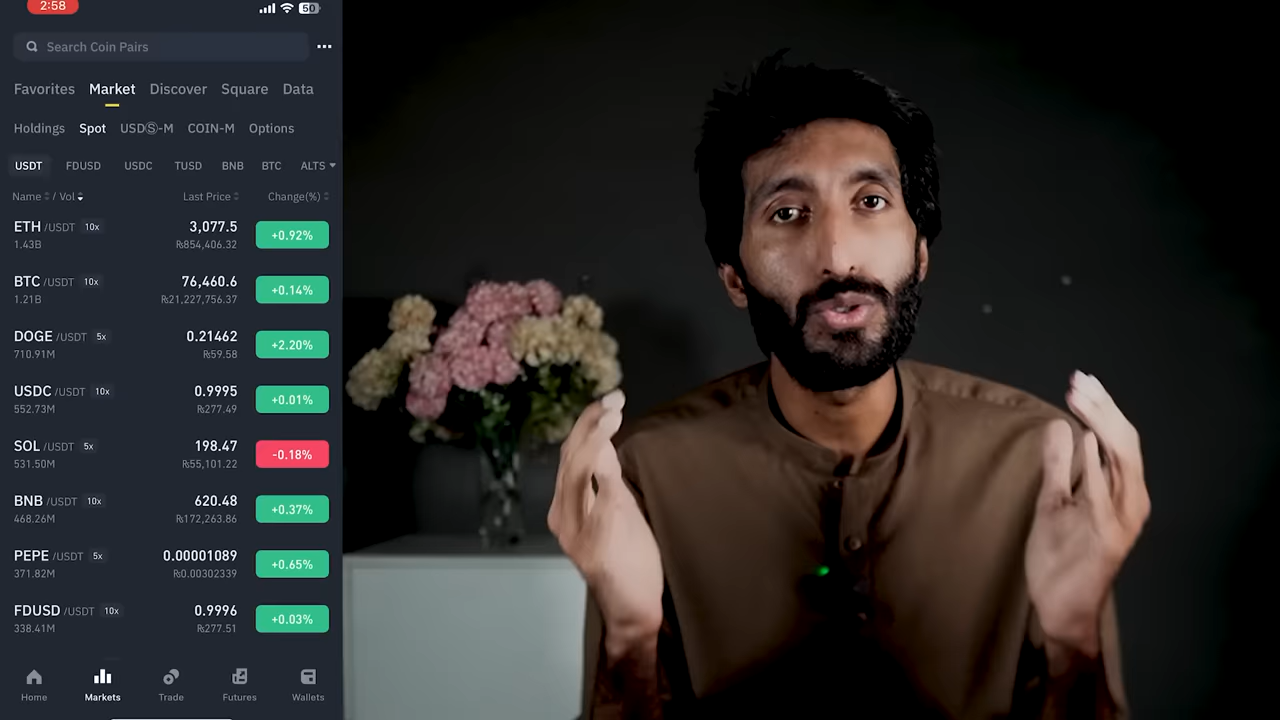 2:58
50
Search Coin Pairs
Favorites Market Discover Square Data
Holdings Spot USDⓈ-M COIN-M Options
USDT FDUSD USDC TUSD BNB BTC ALTS
Name / Vol Last Price Change(%)
ETH /USDT 10x 3,077.5 +0.92%
1.43B ₨854,406.32
BTC /USDT 10x 76,460.6 +0.14%
1.21B ₨21,227,756.37
DOGE /USDT 5x 0.21462 +2.20%
710.91M ₨59.58
USDC /USDT 10x 0.9995 +0.01%
552.73M ₨277.49
SOL /USDT 5x 198.47 -0.18%
531.50M ₨55,101.22
BNB /USDT 10x 620.48 +0.37%
468.26M ₨172,263.86
PEPE /USDT 5x 0.00001089 +0.65%
371.82M ₨0.00302339
FDUSD /USDT 10x 0.9996 +0.03%
338.41M ₨277.51
Home Markets Trade Futures Wallets